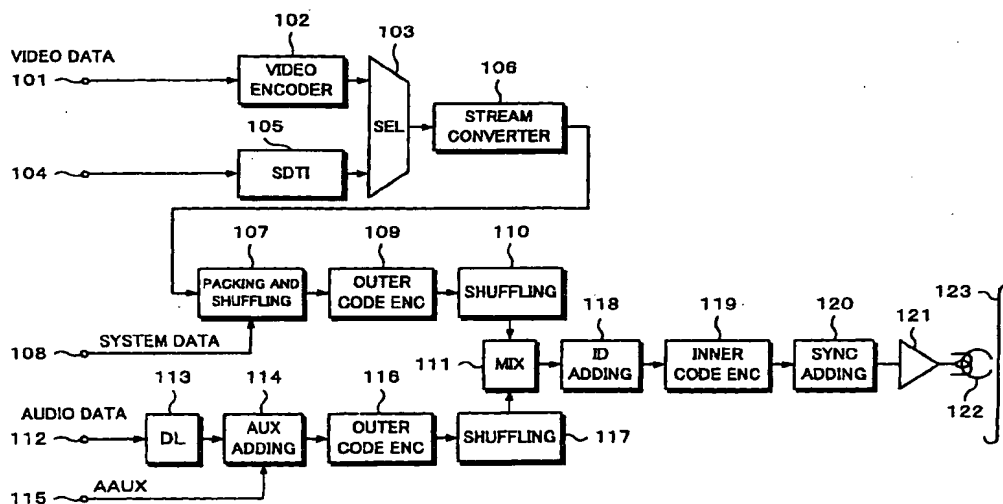 102
103
VIDEO DATA
101
VIDEO
ENCODER
106
SEL
STREAM
CONVERTER
105
104
SDTI
107
109
110
PACKING AND
SHUFFLING
OUTER
CODE ENC
SHUFFLING
118
119
120
121
123
108
SYSTEM DATA
111
MIX
ID
ADDING
INNER
CODE ENC
SYNC
ADDING
122
113
114
116
AUDIO DATA
112
DL
AUX
ADDING
OUTER
CODE ENC
SHUFFLING
117
115
AAUX